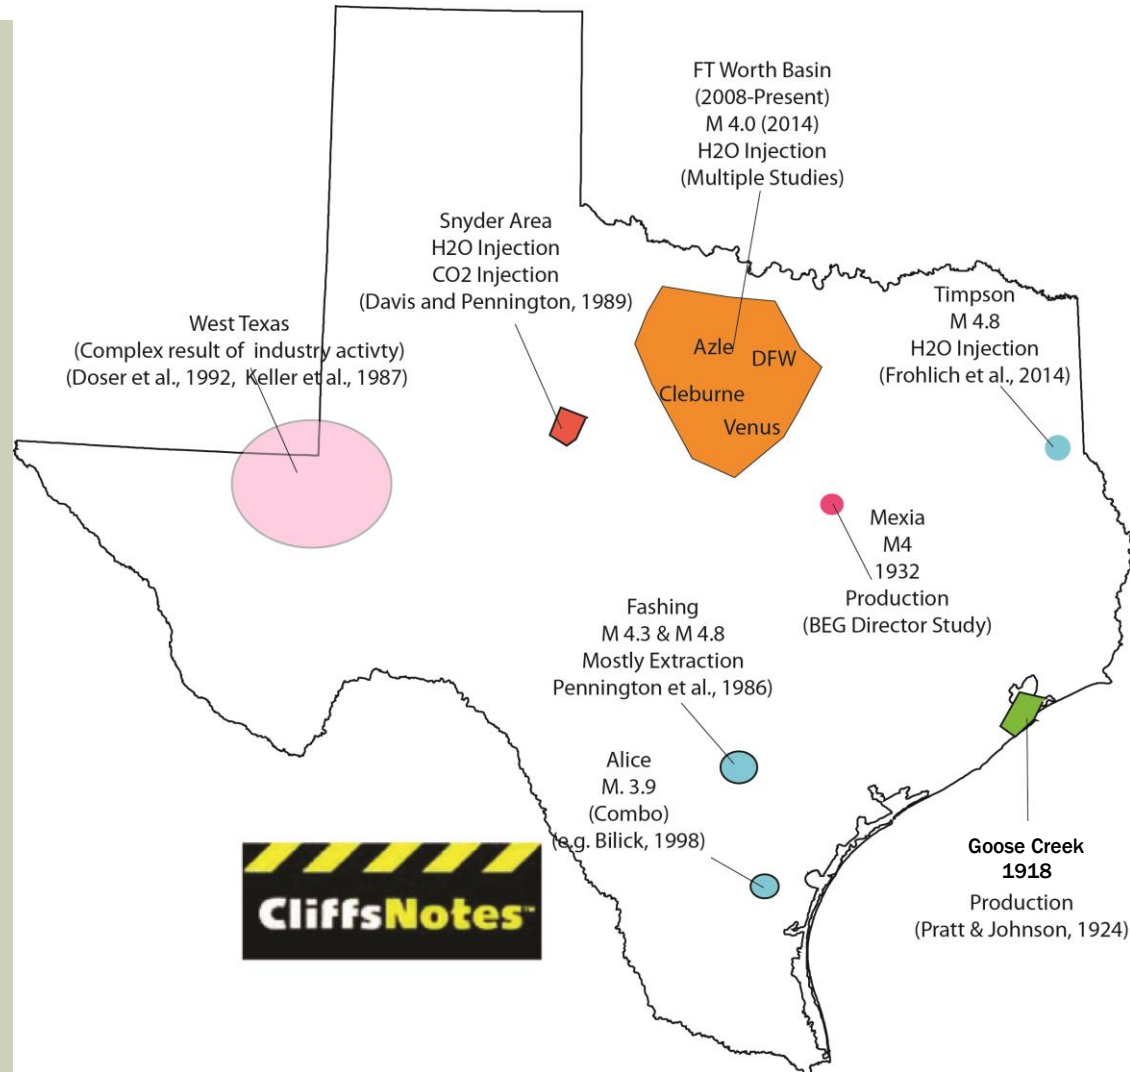 FT Worth Basin
(2008-Present)
M 4.0 (2014)
H2O Injection
(Multiple Studies)
Snyder Area
H2O Injection
CO2 Injection
(Davis and Pennington, 1989)
West Texas
(Complex result of industry activty)
(Doser et al., 1992, Keller et al., 1987)
Timpson
M 4.8
H2O Injection
(Frohlich et al., 2014)
Azle
DFW
Cleburne
Venus
Mexia
M4
1932
Production
(BEG Director Study)
Fashing
M 4.3 & M 4.8
Mostly Extraction
Pennington et al., 1986)
Alice
M. 3.9
(Combo)
(e.g. Bilick, 1998)
Goose Creek
1918
Production
(Pratt & Johnson, 1924)
CliffsNotes™